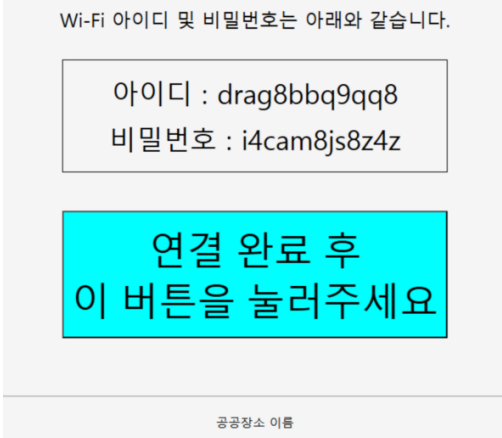 Wi-Fi 아이디 및 비밀번호는 아래와 같습니다.
아이디 : drag8bbq9qq8
비밀번호 : i4cam8js8z4z
연결 완료 후
이 버튼을 눌러주세요
공공장소 이름